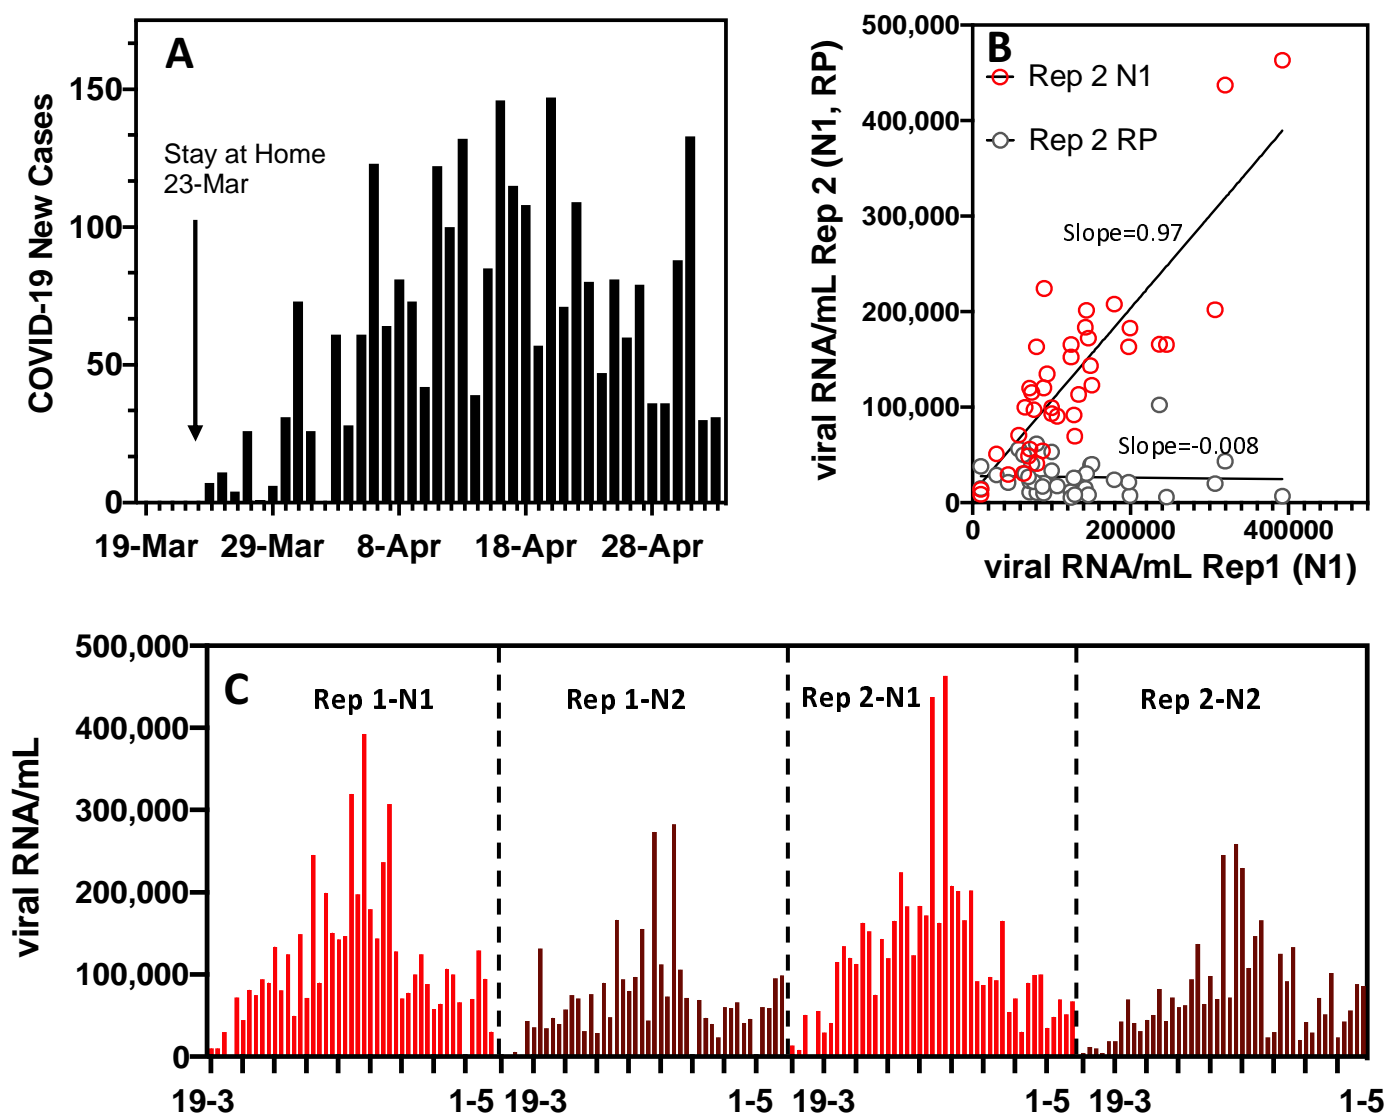 A
COVID-19 New Cases
150
100
50
0
Stay at Home
23-Mar
19-Mar
29-Mar
8-Apr
18-Apr
28-Apr
B
viral RNA/mL Rep 2 (N1, RP)
500,000
400,000
300,000
200,000
100,000
0
Rep 2 N1
Rep 2 RP
Slope=0.97
Slope=-0.008
0
200000
400000
viral RNA/mL Rep1 (N1)
C
viral RNA/mL
500,000
400,000
300,000
200,000
100,000
0
Rep 1-N1
Rep 1-N2
Rep 2-N1
Rep 2-N2
19-3
1-5
19-3
1-5
19-3
1-5
19-3
1-5